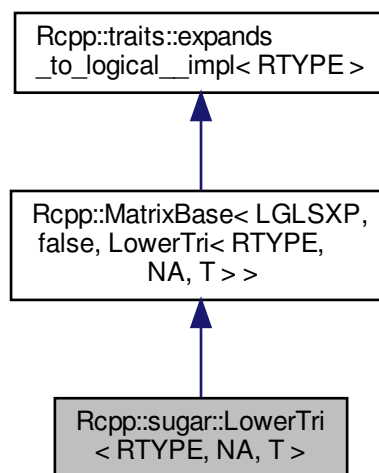 Rcpp::traits::expands
_to_logical__impl< RTYPE >
Rcpp::MatrixBase< LGLSXP,
false, LowerTri< RTYPE,
NA, T > >
Rcpp::sugar::LowerTri
< RTYPE, NA, T >